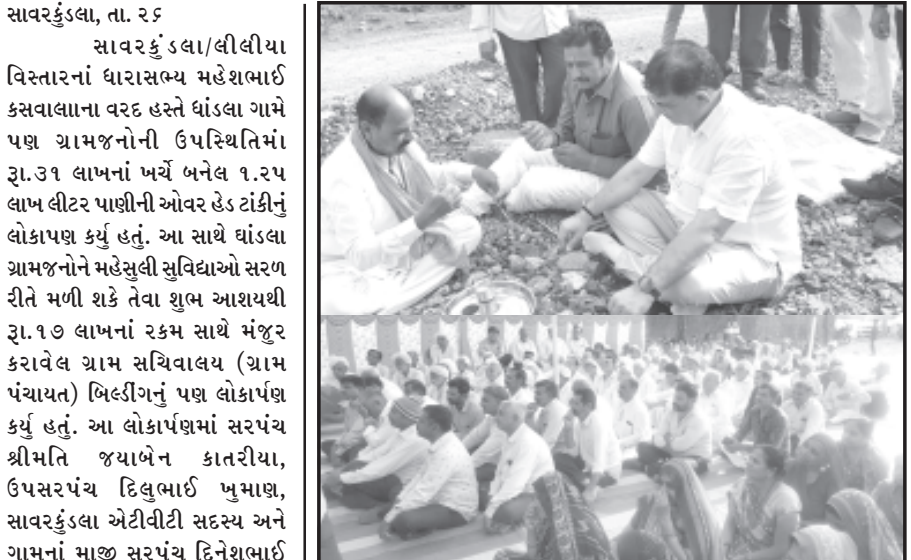 સાવરકુંડલા, તા. ૨૬
સાવરકુંડલા/લીલીયા
વિસ્તારનાં ધારાસભ્ય મહેશભાઈ
કસવાલાાના વરદ હસ્તે ધાંડલા ગામે
પણ ગ્રામજનોની ઉપસ્થિતિમાં
રૂા.૩૧ લાખનાં ખર્ચે બનેલ ૧.૨૫
લાખ લીટર પાણીની ઓવર હેડ ટાંકીનું
લોકાપણ કર્યુ હતું. આ સાથે ઘાંડલા
ગ્રામજનોને મહેસુલી સુવિદ્યાઓ સરળ
રીતે મળી શકે તેવા શુભ આશયથી
રૂા.૧૭ લાખનાં રકમ સાથે મંજુર
કરાવેલ ગ્રામ સચિવાલય (ગ્રામ
પંચાયત) બિલ્ડીંગનું પણ લોકાર્પણ
કર્યુ હતું. આ લોકાર્પણમાં સરપંચ
શ્રીમતિ જયાબેન કાતરીયા,
ઉપસરપંચ દિલુભાઈ ખુમાણ,
સાવરકુંડલા એટીવીટી સદસ્ય અને
ગામનાં માજી સરપંચ દિનેશભાઈ